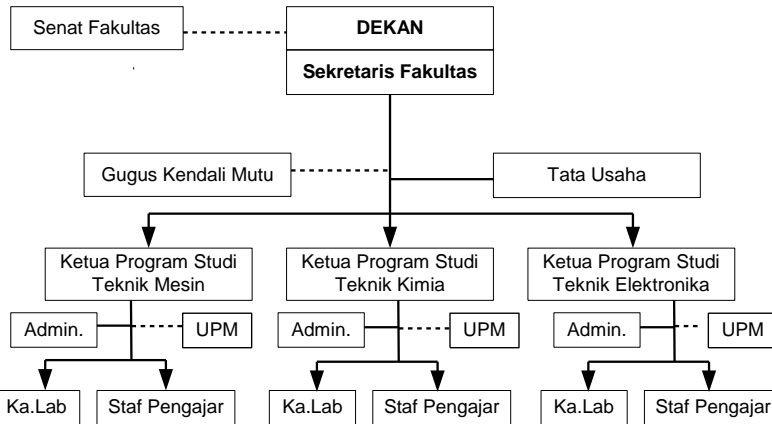 Senat Fakultas
DEKAN
Sekretaris Fakultas
Gugus Kendali Mutu
Tata Usaha
Ketua Program Studi
Teknik Mesin
Ketua Program Studi
Teknik Kimia
Ketua Program Studi
Teknik Elektronika
Admin.
UPM
Admin.
UPM
Admin.
UPM
Ka.Lab
Staf Pengajar
Ka.Lab
Staf Pengajar
Ka.Lab
Staf Pengajar